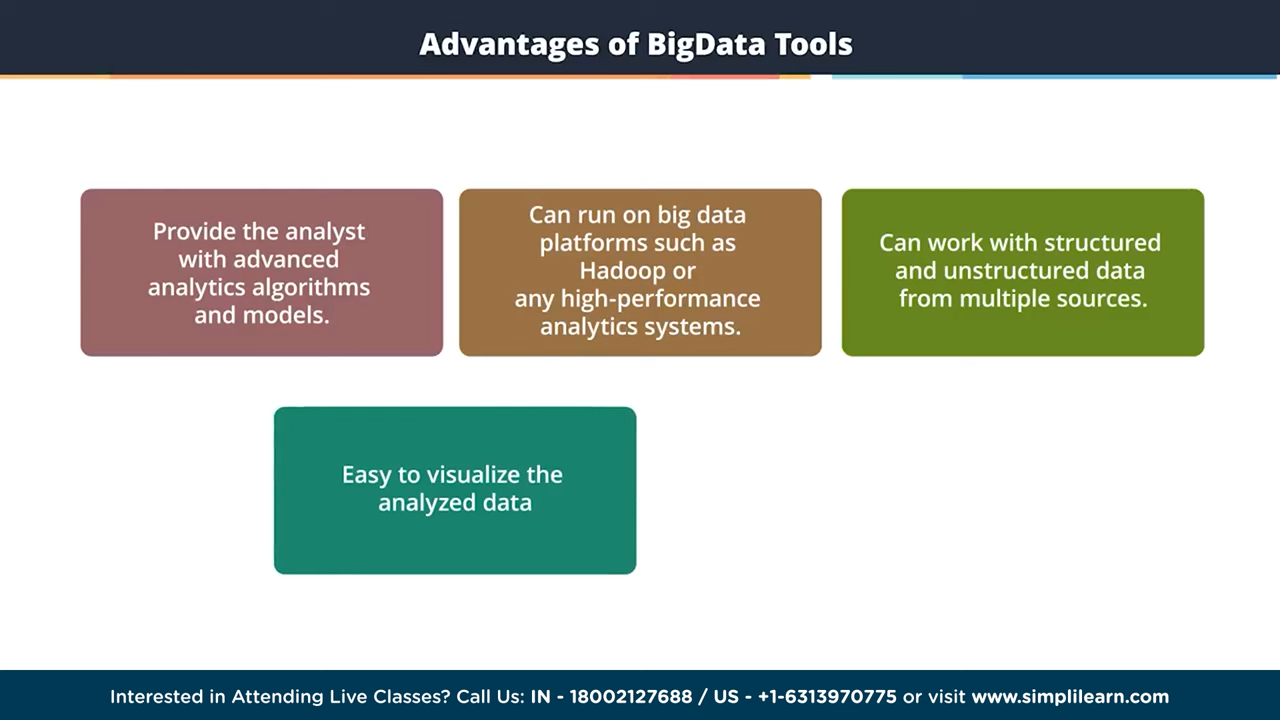 Advantages of BigData Tools
Provide the analyst
with advanced
analytics algorithms
and models.
Can run on big data
platforms such as
Hadoop or
any high-performance
analytics systems.
Can work with structured
and unstructured data
from multiple sources.
Easy to visualize the
analyzed data
Interested in Attending Live Classes? Call Us: IN - 18002127688 / US - +1-6313970775 or visit www.simplilearn.com